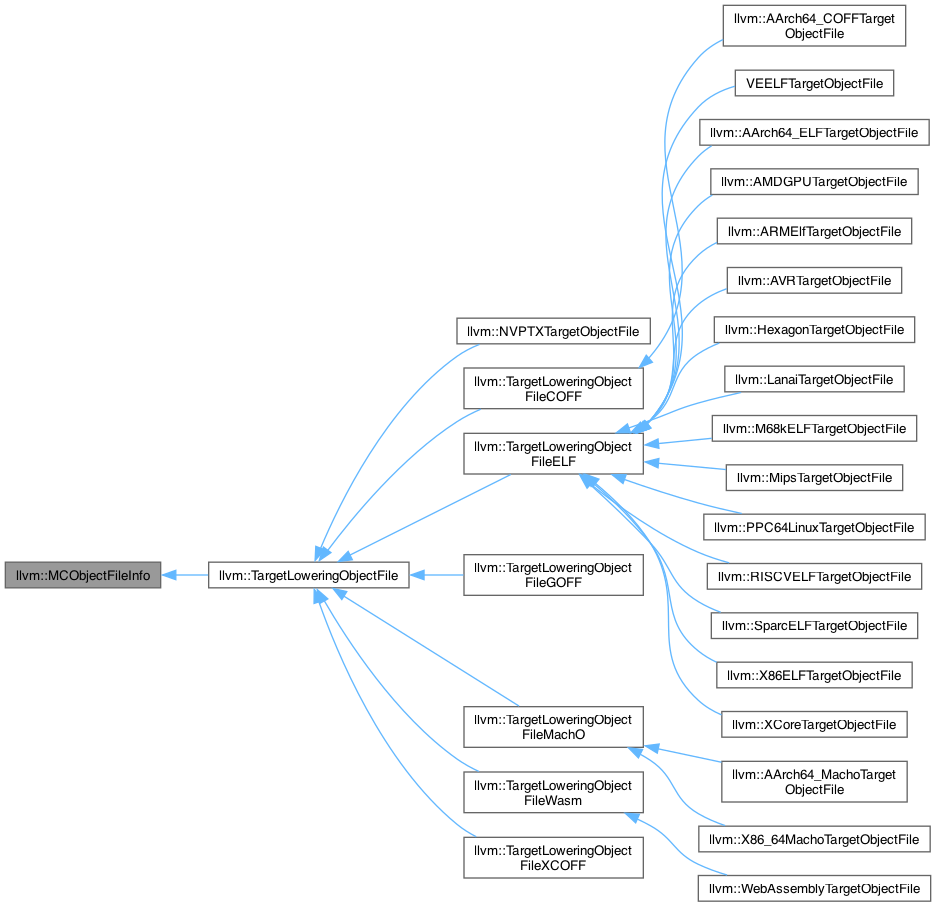 llvm::MCObjectFileInfo
llvm::TargetLoweringObjectFile
llvm::NVPTXTargetObjectFile
llvm::TargetLoweringObject
FileCOFF
llvm::TargetLoweringObject
FileELF
llvm::TargetLoweringObject
FileGOFF
llvm::TargetLoweringObject
FileMachO
llvm::TargetLoweringObject
FileWasm
llvm::TargetLoweringObject
FileXCOFF
llvm::AArch64_COFFTarget
ObjectFile
VEELFTargetObjectFile
llvm::AArch64_ELFTargetObjectFile
llvm::AMDGPUTargetObjectFile
llvm::ARMElfTargetObjectFile
llvm::AVRTargetObjectFile
llvm::HexagonTargetObjectFile
llvm::LanaiTargetObjectFile
llvm::M68kELFTargetObjectFile
llvm::MipsTargetObjectFile
llvm::PPC64LinuxTargetObjectFile
llvm::RISCVELFTargetObjectFile
llvm::SparcELFTargetObjectFile
llvm::X86ELFTargetObjectFile
llvm::XCoreTargetObjectFile
llvm::AArch64_MachoTarget
ObjectFile
llvm::X86_64MachoTargetObjectFile
llvm::WebAssemblyTargetObjectFile